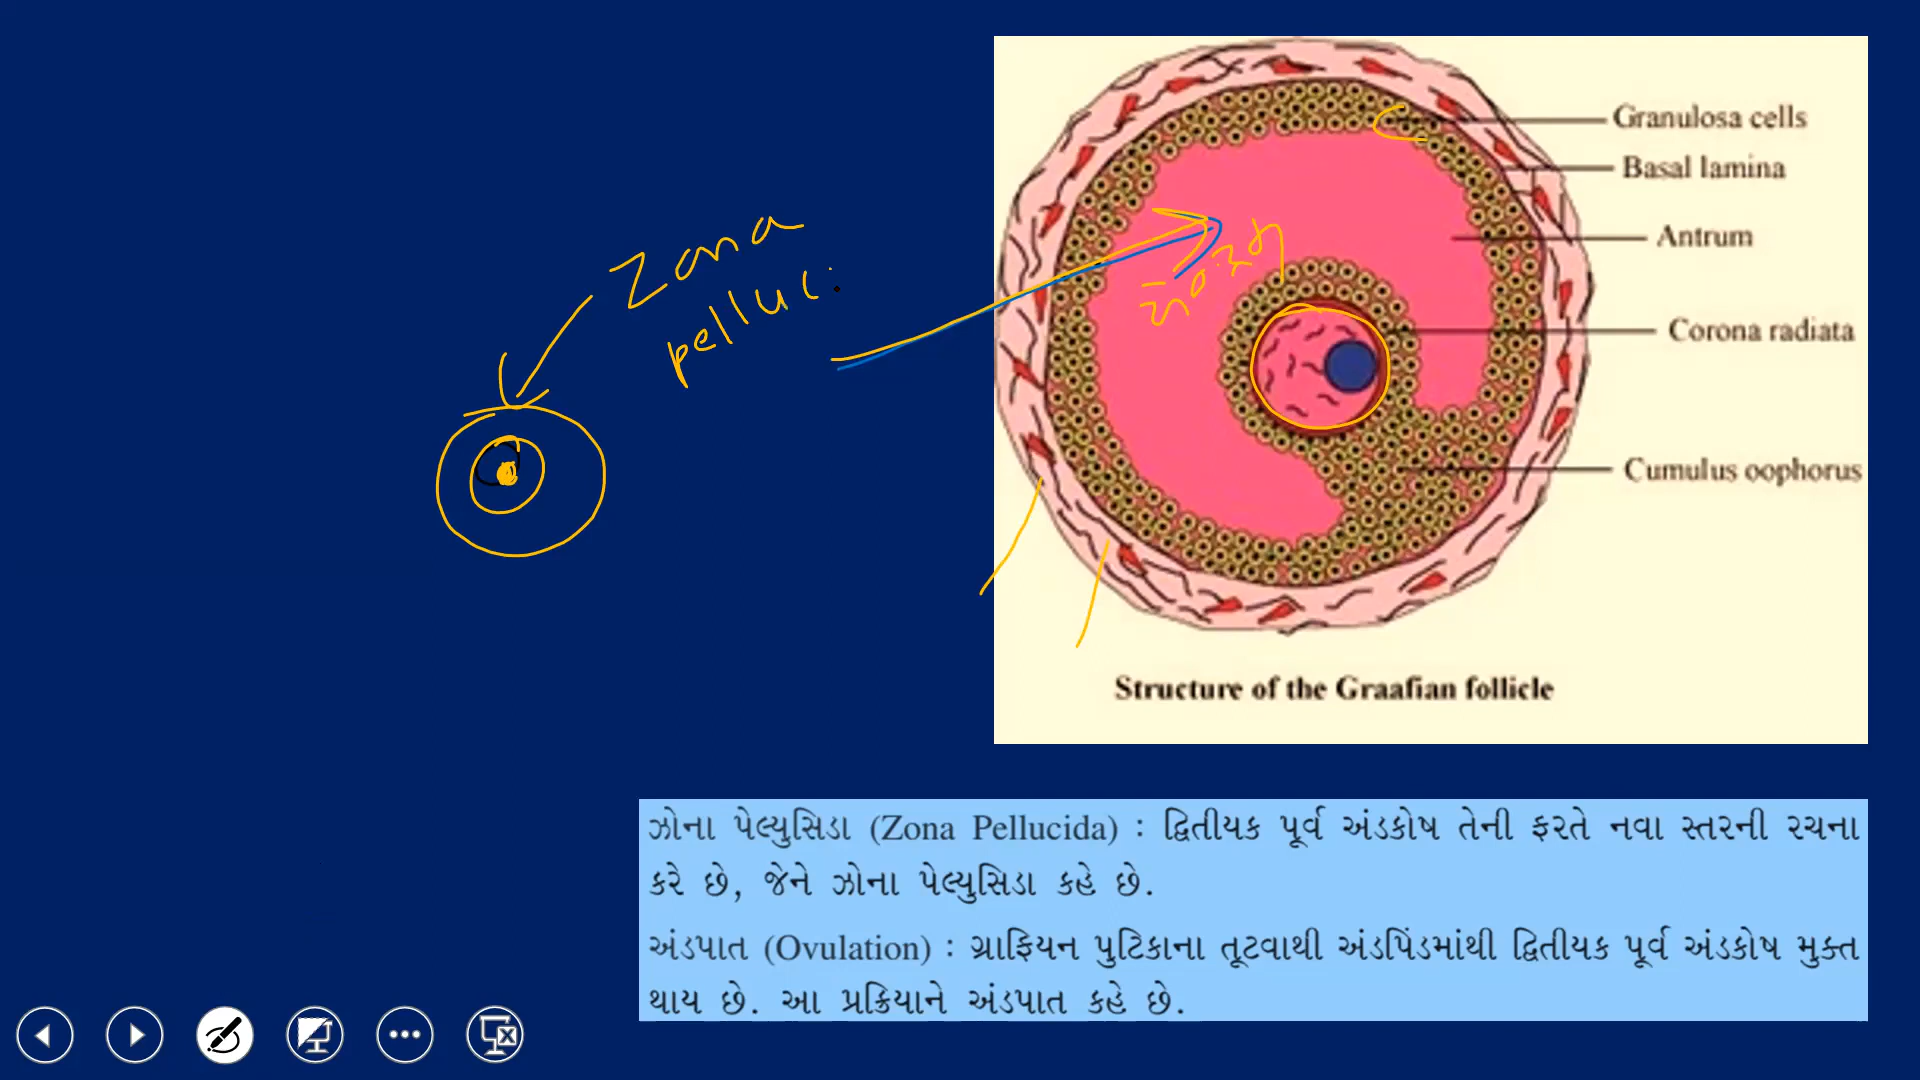 Zona
pelluci
Granulosa cells
Basal lamina
Antrum
Corona radiata
Cumulus oophorus
Structure of the Graafian follicle
ઝોના પેલ્યુસિડા (Zona Pellucida) : દ્વિતીયક પૂર્વ અંડકોષ તેની ફરતે નવા સ્તરની રચના
કરે છે, જેને ઝોના પેલ્યુસિડા કહે છે.
અંડપાત (Ovulation) : ગ્રાફિયન પુટિકાના તૂટવાથી અંડપિંડમાંથી દ્વિતીયક પૂર્વ અંડકોષ મુક્ત
થાય છે. આ પ્રક્રિયાને અંડપાત કહે છે.